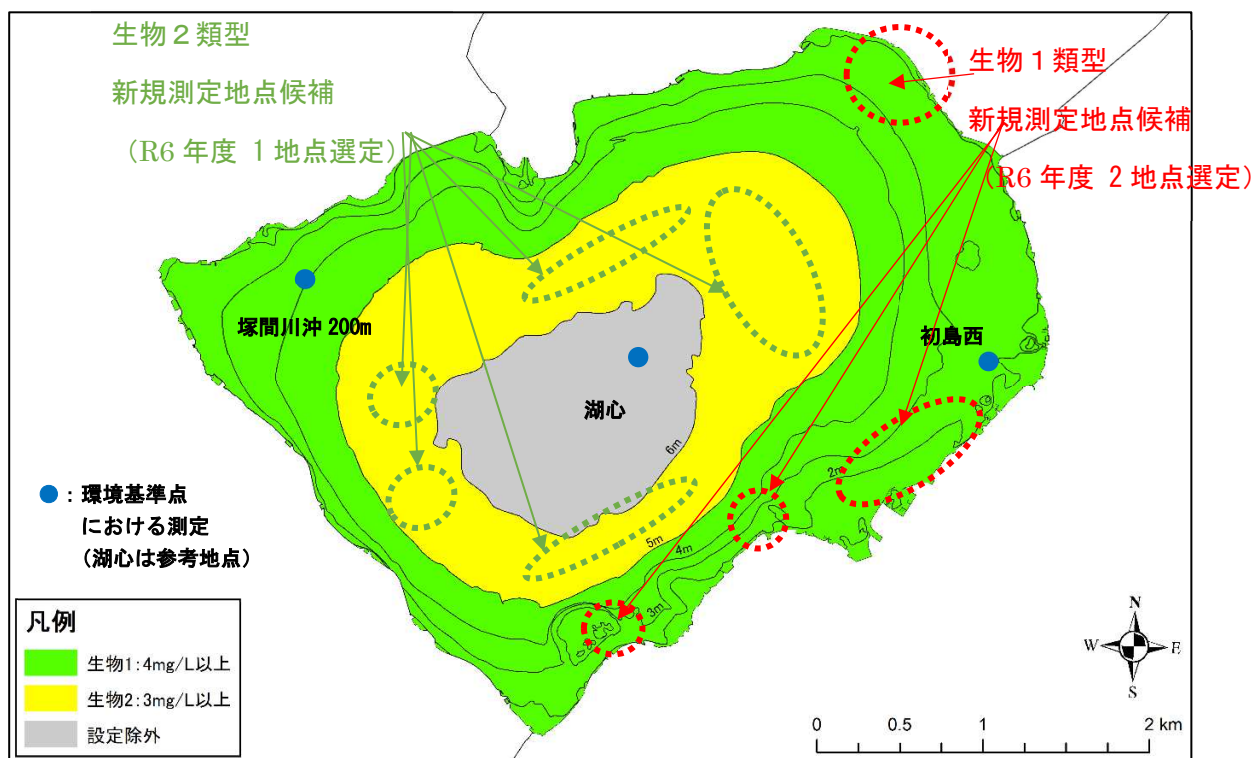 生物２類型
新規測定地点候補
（R6 年度 1 地点選定）
生物１類型
新規測定地点候補
（R6 年度 2 地点選定）
塚間川沖 200m
初島西
湖心
6m
2m
5m
4m
3m
：環境基準点
における測定
（湖心は参考地点）
凡例
生物1：4mg/L以上
生物2：3mg/L以上
設定除外
N
W
E
S
0 0.5 1 2 km